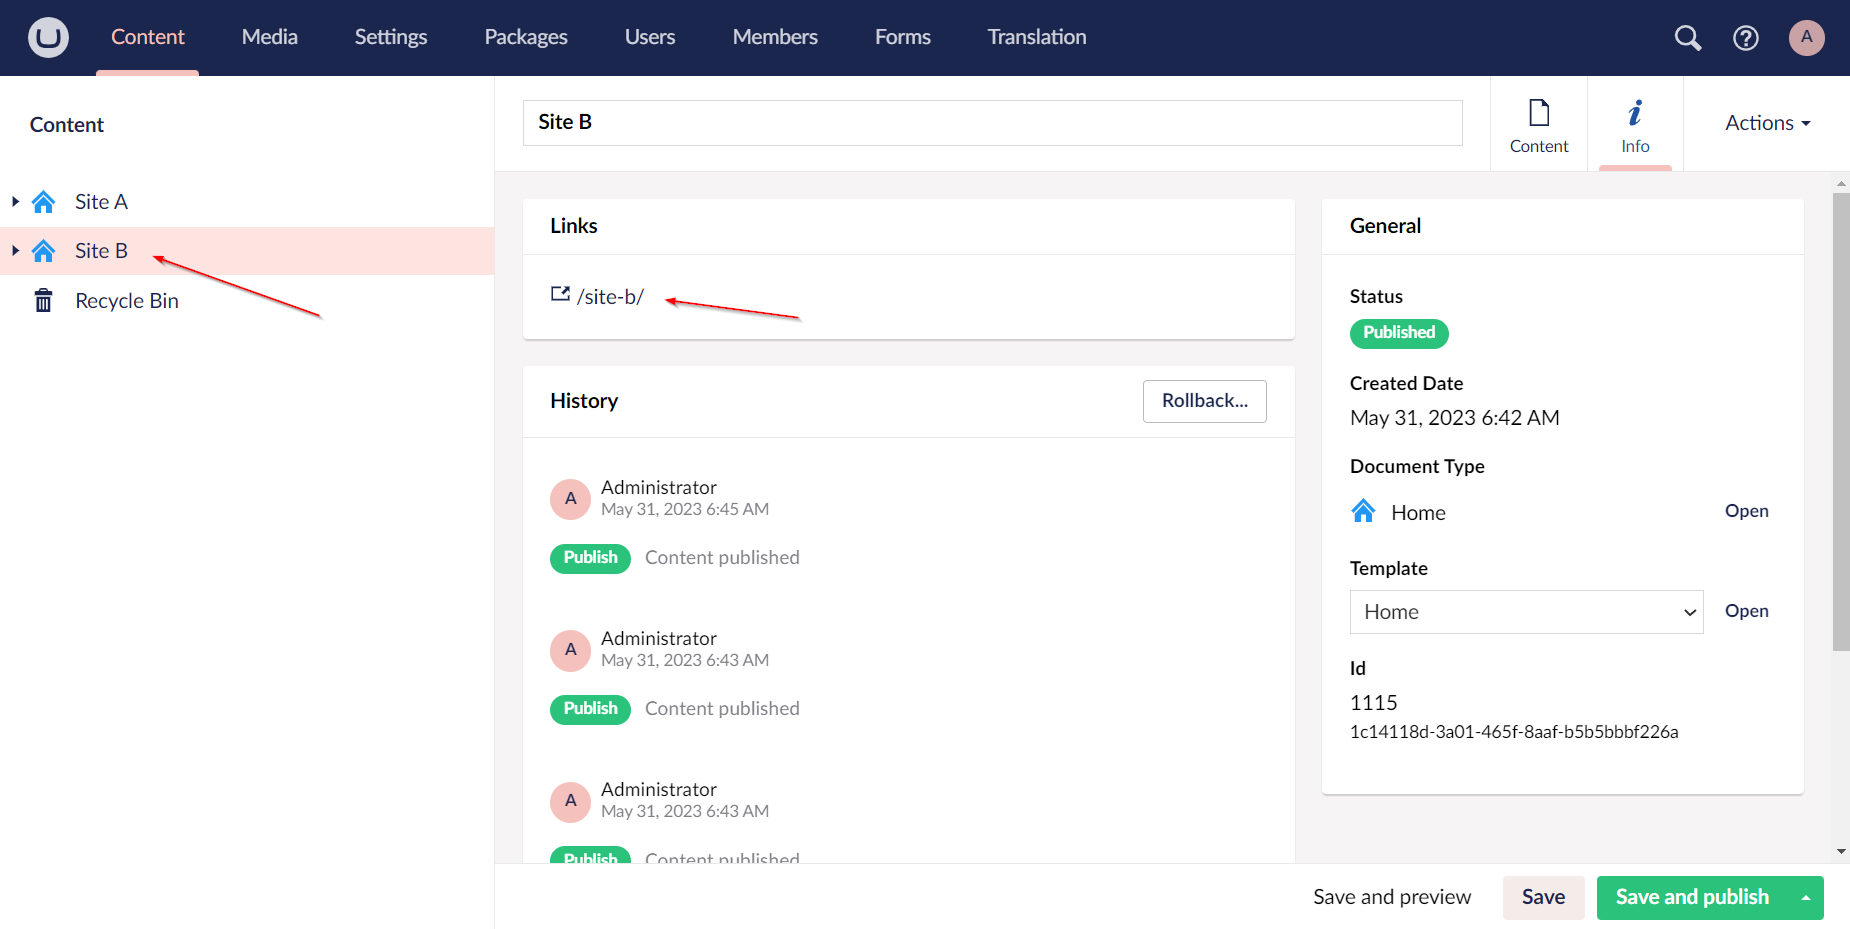 Content Media Settings Packages Users Members Forms Translation A
Content
Site A
Site B
Recycle Bin
Site B
Content
Info
Actions
Links
/site-b/
History
Rollback...
A Administrator
May 31, 2023 6:45 AM
Publish Content published
A Administrator
May 31, 2023 6:43 AM
Publish Content published
A Administrator
May 31, 2023 6:43 AM
Publish Content published
General
Status
Published
Created Date
May 31, 2023 6:42 AM
Document Type
Home Open
Template
Home Open
Id
1115
1c14118d-3a01-465f-8aaf-b5b5bbbf226a
Save and preview Save Save and publish